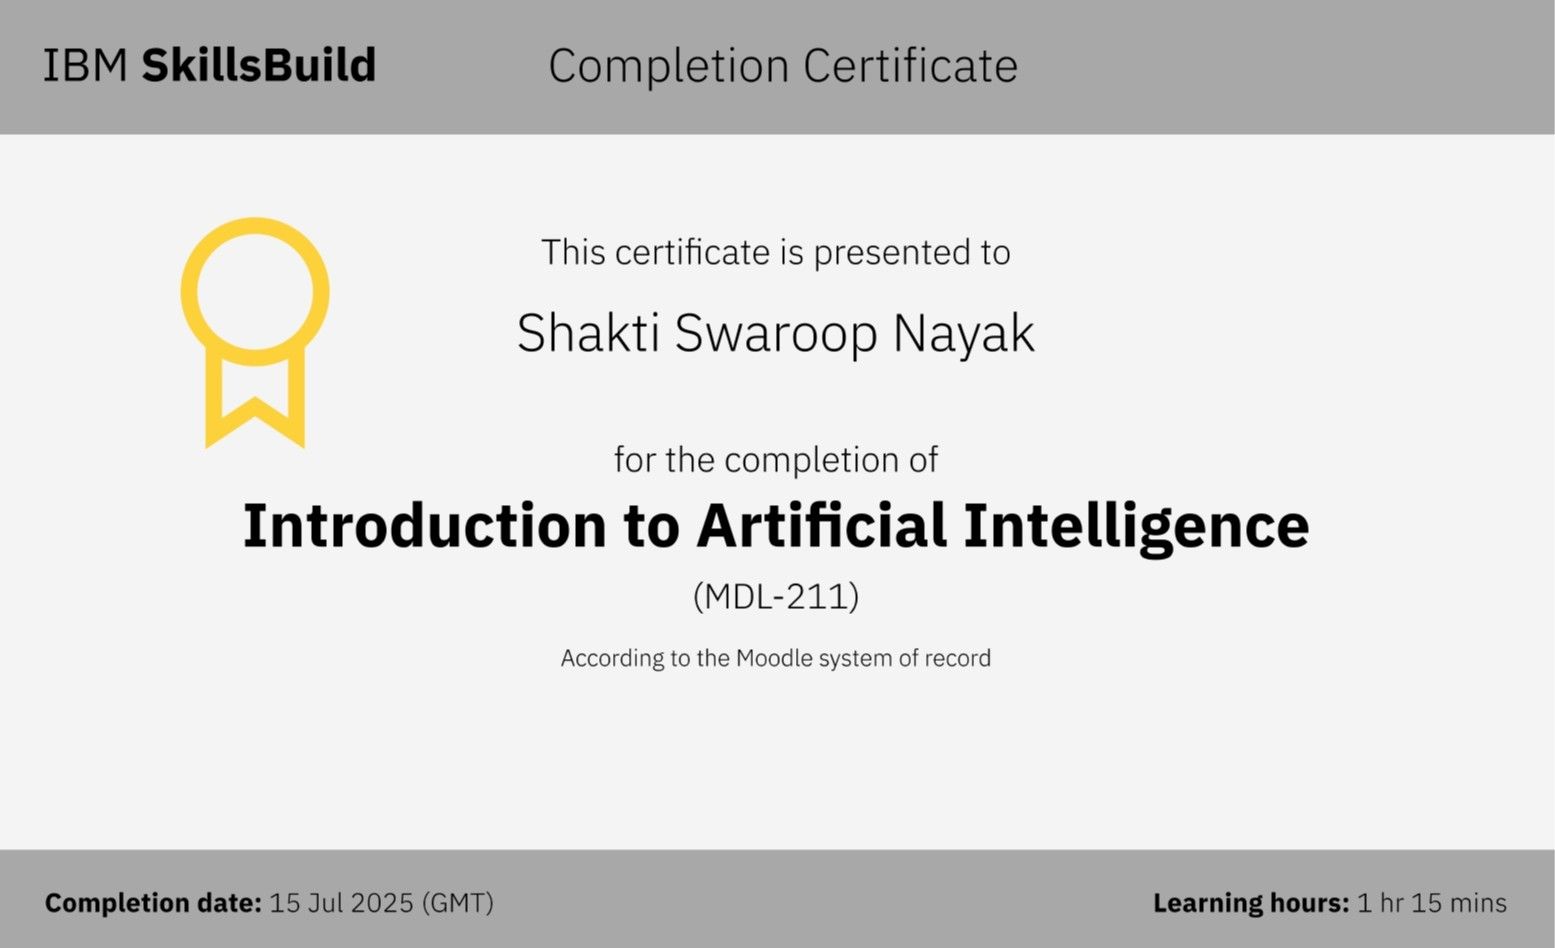 IBM SkillsBuild
Completion Certificate
This certificate is presented to
Shakti Swaroop Nayak
for the completion of
Introduction to Artificial Intelligence
(MDL-211)
According to the Moodle system of record
Completion date: 15 Jul 2025 (GMT)
Learning hours: 1 hr 15 mins